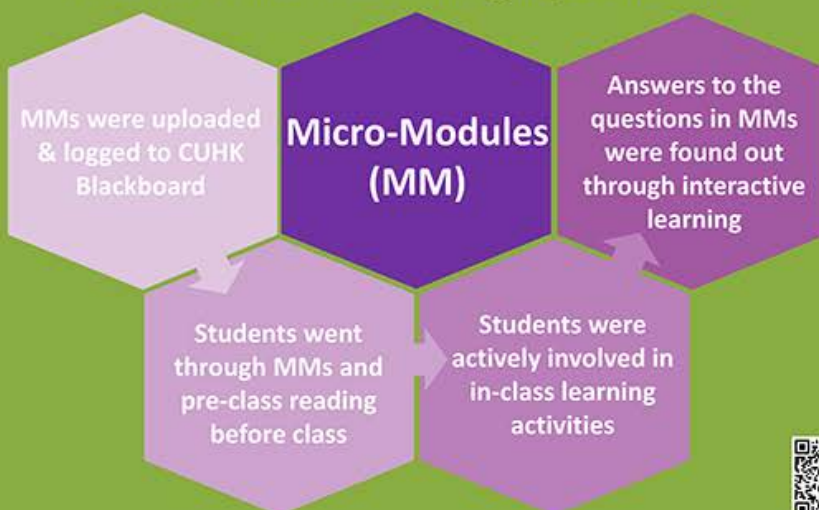 MMs were uploaded
& logged to CUHK
Blackboard
Micro-Modules
(MM)
Answers to the
questions in MMs
were found out
through interactive
learning
Students went
through MMs and
pre-class reading
before class
Students were
actively involved in
in-class learning
activities